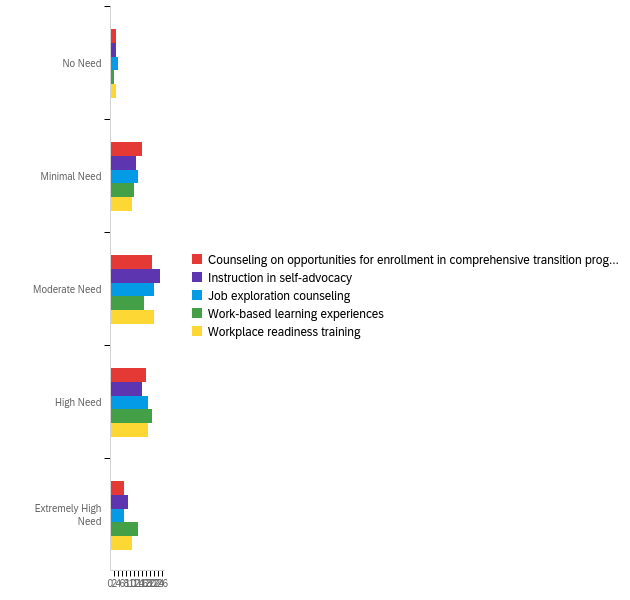 No Need
Minimal Need
Moderate Need
High Need
Extremely High
Need
Counseling on opportunities for enrollment in comprehensive transition prog...
Instruction in self-advocacy
Job exploration counseling
Work-based learning experiences
Workplace readiness training